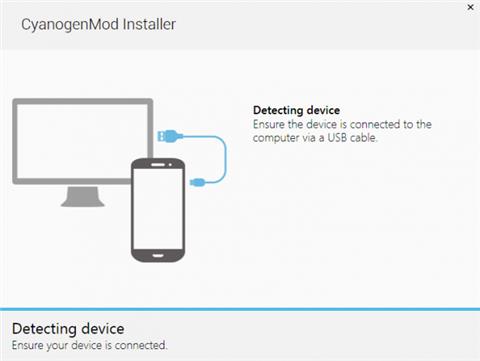 CyanogenMod Installer
Detecting device
Ensure the device is connected to the
computer via a USB cable.
Detecting device
Ensure your device is connected.